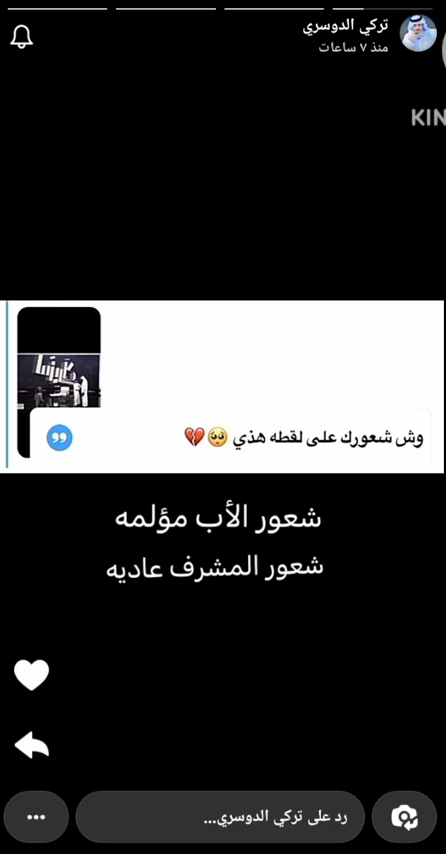 تركي الدوسري
منذ ٧ ساعات
KIN
وش شعورك على لقطه هذي 🥺💔
شعور الأب مؤلمه
شعور المشرف عاديه
رد على تركي الدوسري...